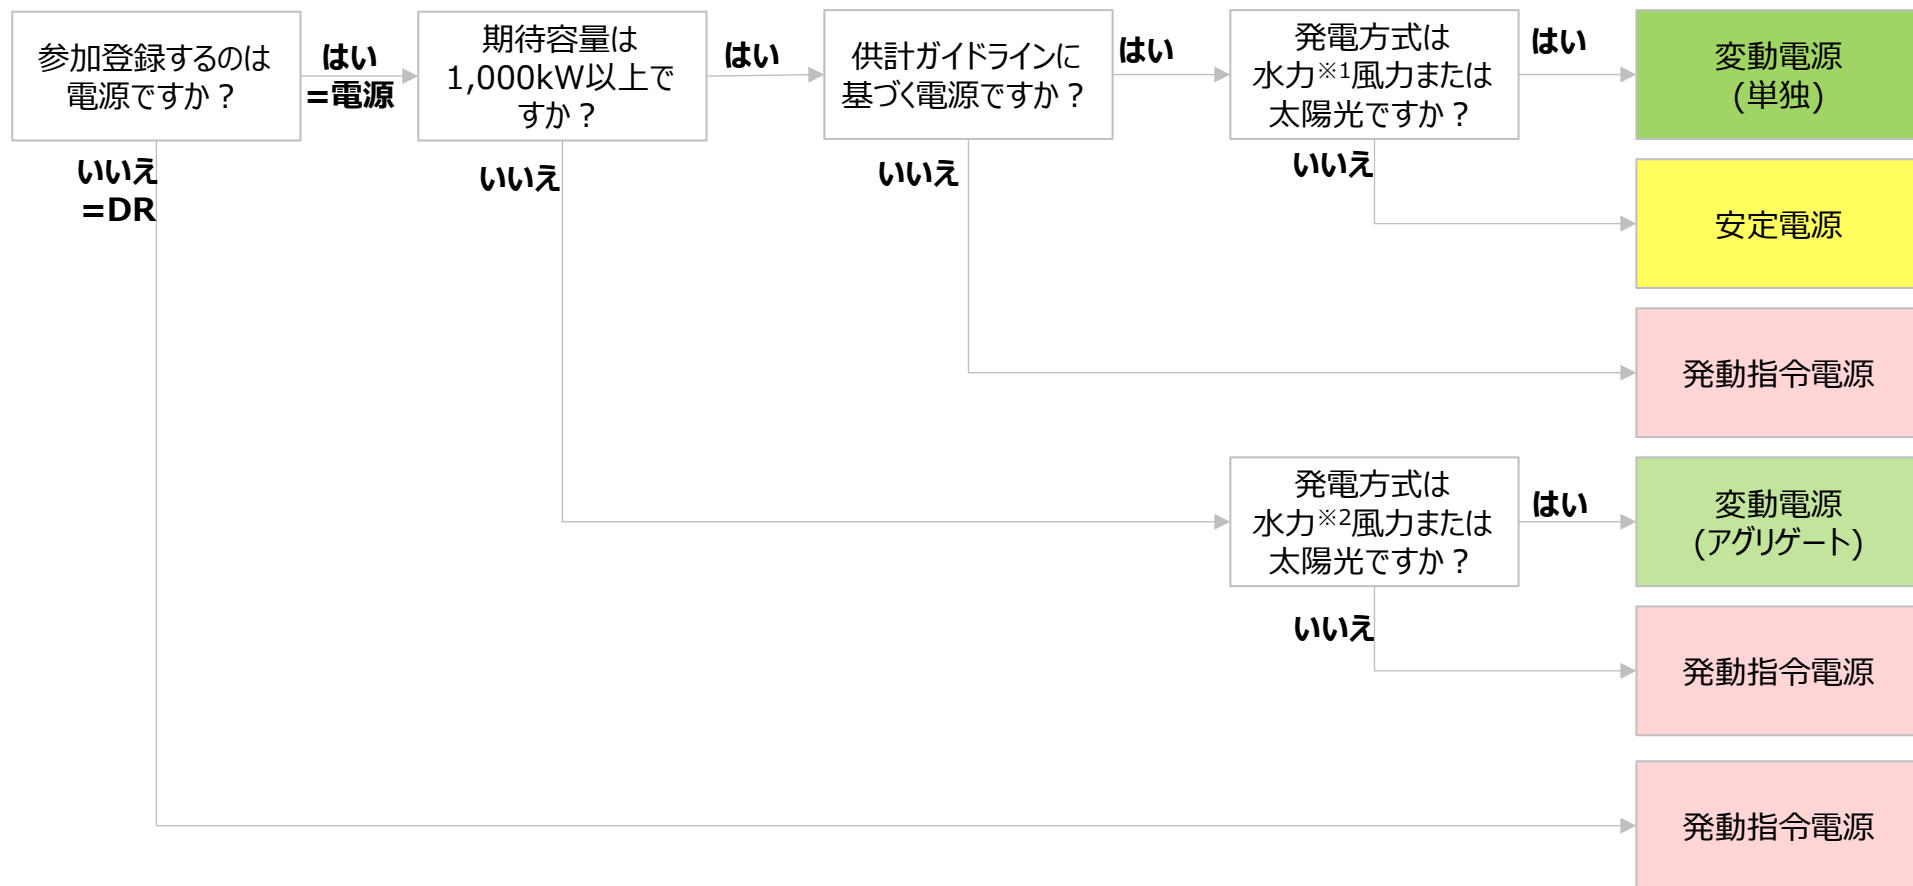 参加登録するのは
電源ですか？
はい
=電源
期待容量は
1,000kW以上で
すか？
はい
供計ガイドラインに
基づく電源ですか？
はい
発電方式は
水力※1風力または
太陽光ですか？
はい
変動電源
(単独)
いいえ
=DR
いいえ
いいえ
いいえ
安定電源
発動指令電源
発電方式は
水力※2風力または
太陽光ですか？
はい
変動電源
(アグリゲート)
いいえ
発動指令電源
発動指令電源